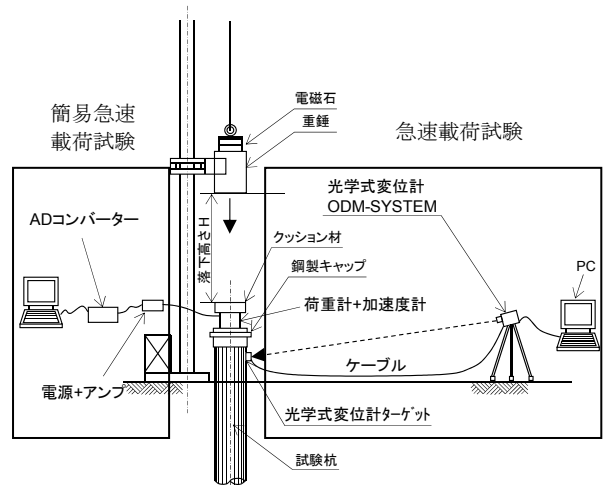 簡易急速
載荷試験
ADコンバーター
電源+アンプ
電磁石
重錘
落下高さH
クッション材
鋼製キャップ
荷重計+加速度計
ケーブル
光学式変位計ﾀｰｹﾞｯﾄ
試験杭
急速載荷試験
光学式変位計
ODM-SYSTEM
PC